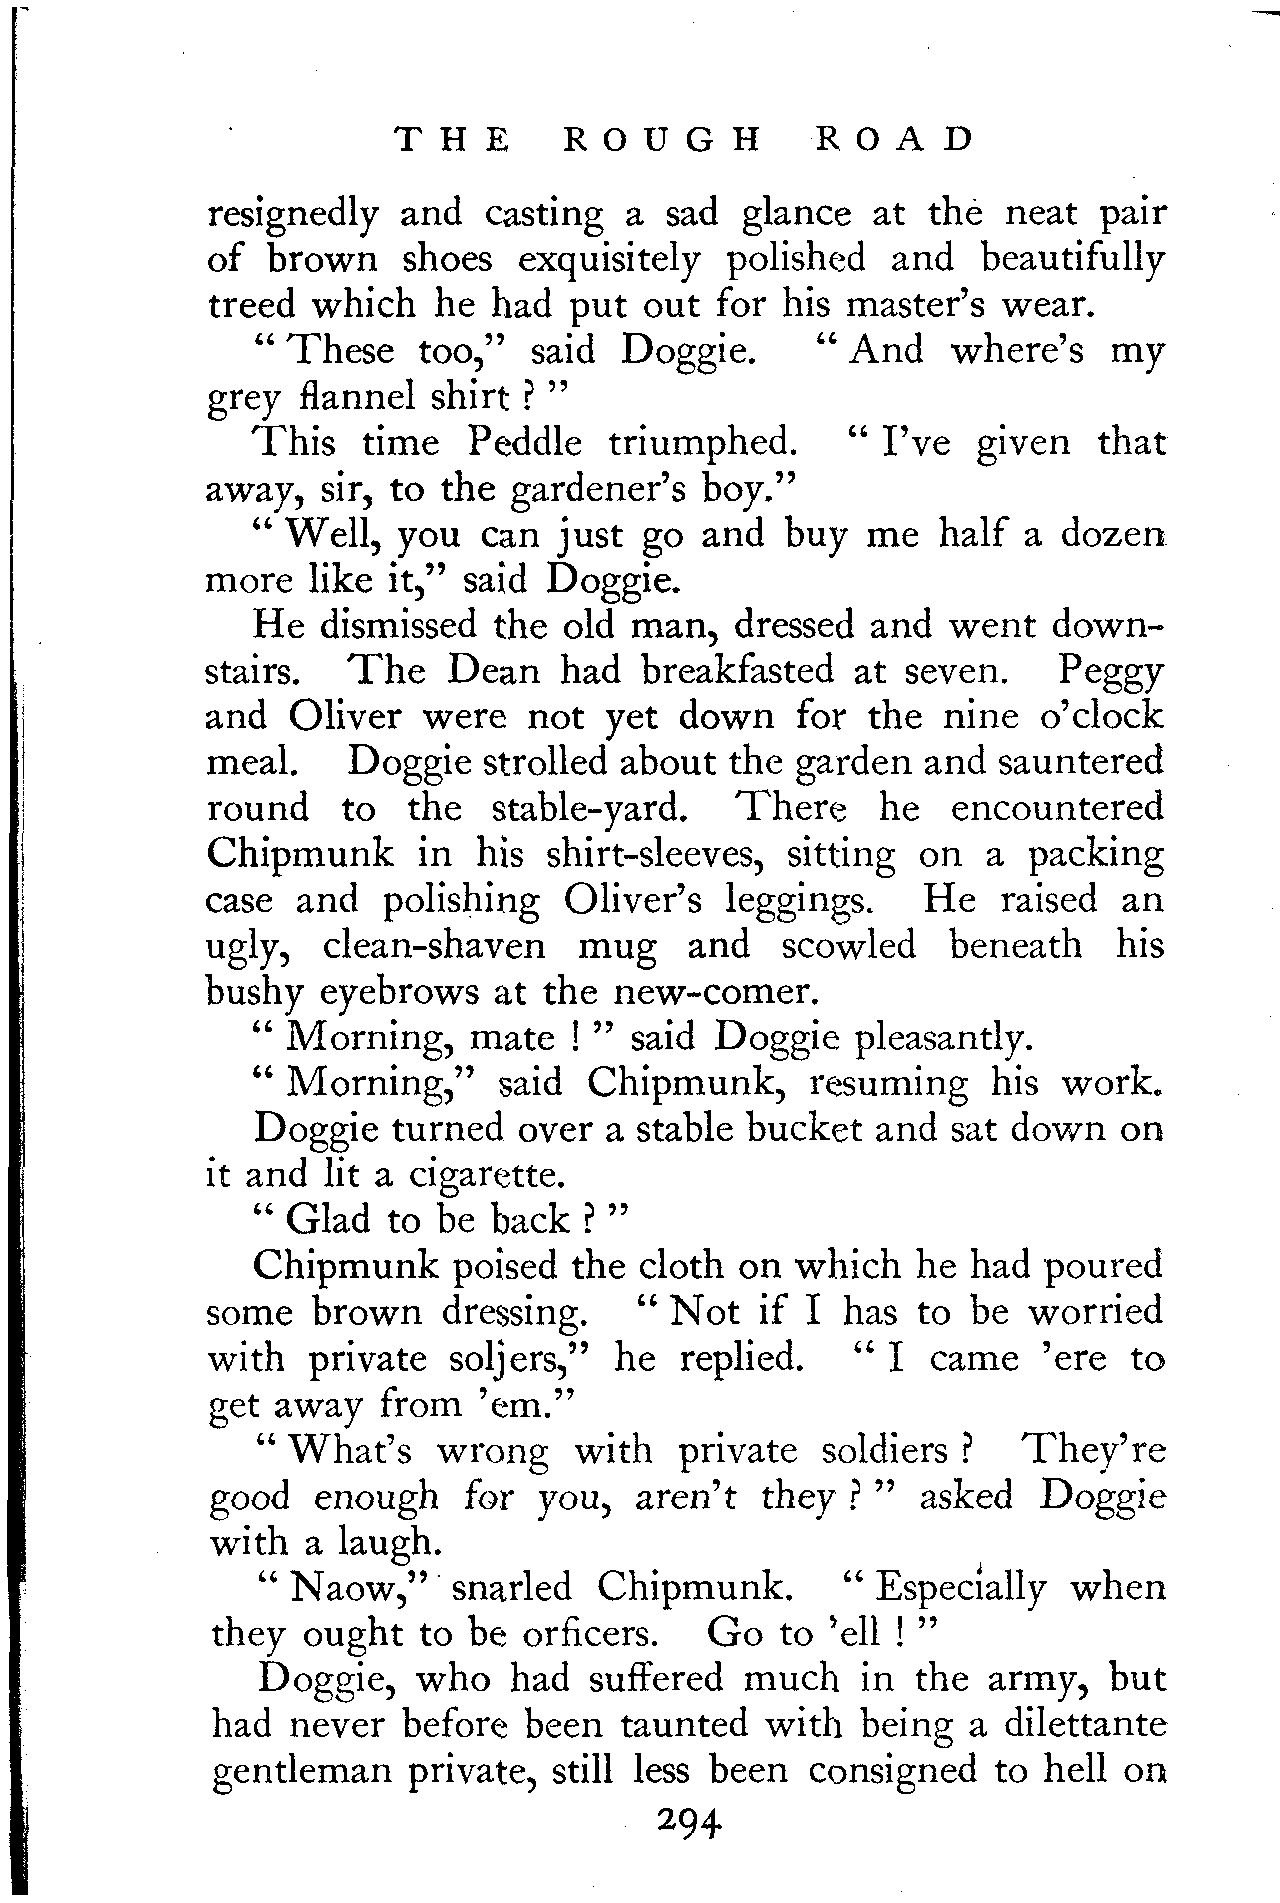 THE ROUGH ROAD
resignedly and casting a sad glance at the neat pair
of brown shoes exquisitely polished and beautifully
treed which he had put out for his master's wear.
“ These too,” said Doggie. “ And where's my
grey flannel shirt ? ”
This time Peddle triumphed. “ I've given that
away, sir, to the gardener's boy.”
“ Well, you can just go and buy me half a dozen
more like it,” said Doggie.
He dismissed the old man, dressed and went down-
stairs. The Dean had breakfasted at seven. Peggy
and Oliver were not yet down for the nine o'clock
meal. Doggie strolled about the garden and sauntered
round to the stable-yard. There he encountered
Chipmunk in his shirt-sleeves, sitting on a packing
case and polishing Oliver's leggings. He raised an
ugly, clean-shaven mug and scowled beneath his
bushy eyebrows at the new-comer.
“ Morning, mate ! ” said Doggie pleasantly.
“ Morning,” said Chipmunk, resuming his work.
Doggie turned over a stable bucket and sat down on
it and lit a cigarette.
“ Glad to be back ? ”
Chipmunk poised the cloth on which he had poured
some brown dressing. “ Not if I has to be worried
with private soljers,” he replied. “ I came 'ere to
get away from 'em.”
“ What's wrong with private soldiers ? They're
good enough for you, aren't they ? ” asked Doggie
with a laugh.
“ Naow,” snarled Chipmunk. “ Especially when
they ought to be orficers. Go to 'ell ! ”
Doggie, who had suffered much in the army, but
had never before been taunted with being a dilettante
gentleman private, still less been consigned to hell on
294